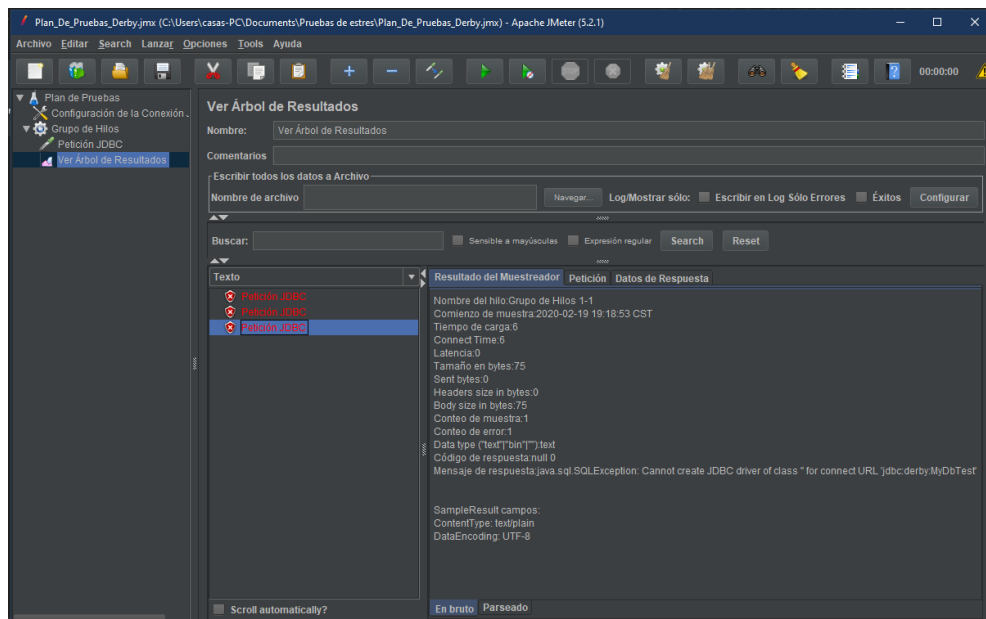 Plan_De_Pruebas_Derby.jmx (C:\Users\casas-PC\Documents\Pruebas de estres\Plan_De_Pruebas_Derby.jmx) - Apache JMeter (5.2.1)
Archivo Editar Search Lanzar Opciones Tools Ayuda
00:00:00
Plan de Pruebas
Configuración de la Conexión
Grupo de Hilos
Petición JDBC
Ver Árbol de Resultados
Ver Árbol de Resultados
Nombre: Ver Árbol de Resultados
Comentarios
Escribir todos los datos a Archivo
Nombre de archivo Navegar... Log/Mostrar sólo: Escribir en Log Sólo Errores Éxitos Configurar
Buscar: Sensible a mayúsculas Expresión regular Search Reset
Texto
Petición JDBC
Petición JDBC
Petición JDBC
Scroll automatically?
Resultado del Muestreador Petición Datos de Respuesta
Nombre del hilo:Grupo de Hilos 1-1
Comienzo de muestra:2020-02-19 19:18:53 CST
Tiempo de carga:6
Connect Time:6
Latencia:0
Tamaño en bytes:75
Sent bytes:0
Headers size in bytes:0
Body size in bytes:75
Conteo de muestra:1
Conteo de error:1
Data type ("text"|"bin"|""):text
Código de respuesta:null 0
Mensaje de respuesta:java.sql.SQLException: Cannot create JDBC driver of class '' for connect URL 'jdbc:derby:MyDbTest'
SampleResult campos:
ContentType: text/plain
DataEncoding: UTF-8
En bruto Parseado